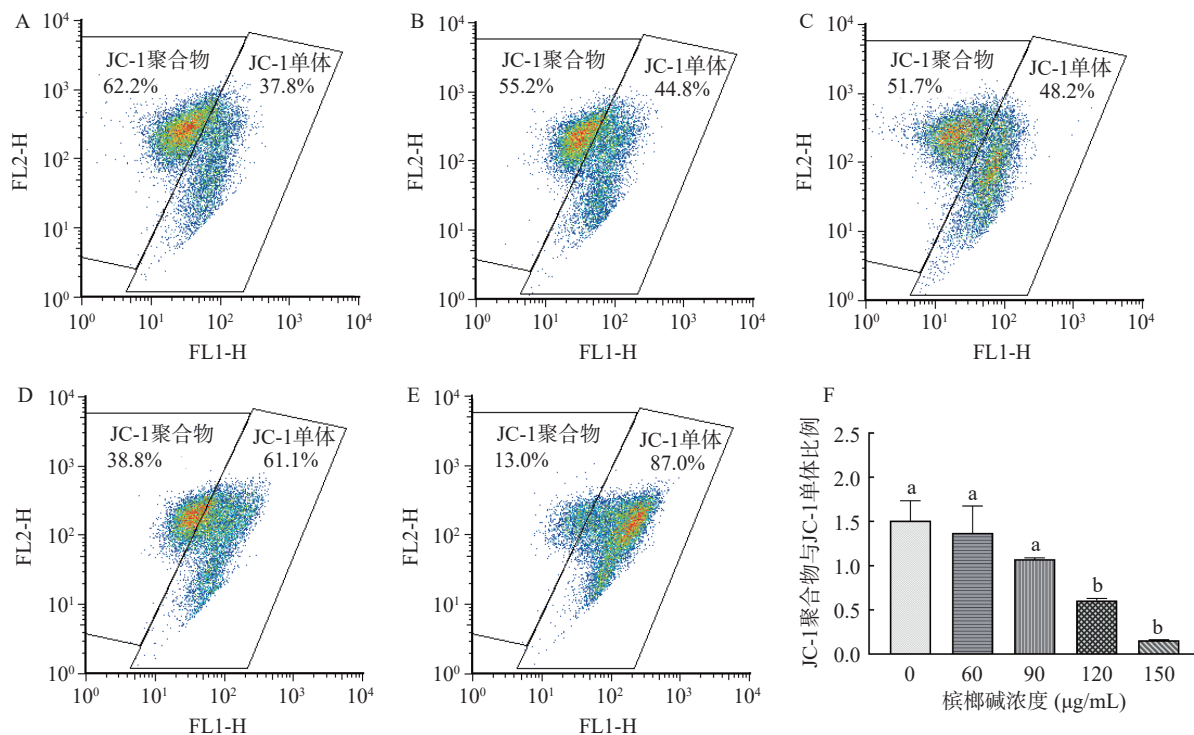 A
10⁴
10³
10²
10¹
10⁰
FL2-H
JC-1聚合物
62.2%
JC-1单体
37.8%
10⁰ 10¹ 10² 10³ 10⁴
FL1-H
B
10⁴
10³
10²
10¹
10⁰
FL2-H
JC-1聚合物
55.2%
JC-1单体
44.8%
10⁰ 10¹ 10² 10³ 10⁴
FL1-H
C
10⁴
10³
10²
10¹
10⁰
FL2-H
JC-1聚合物
51.7%
JC-1单体
48.2%
10⁰ 10¹ 10² 10³ 10⁴
FL1-H
D
10⁴
10³
10²
10¹
10⁰
FL2-H
JC-1聚合物
38.8%
JC-1单体
61.1%
10⁰ 10¹ 10² 10³ 10⁴
FL1-H
E
10⁴
10³
10²
10¹
10⁰
FL2-H
JC-1聚合物
13.0%
JC-1单体
87.0%
10⁰ 10¹ 10² 10³ 10⁴
FL1-H
F
JC-1聚合物与JC-1单体比例
2.5
2.0
1.5
1.0
0.5
0.0
a a a b b
0 60 90 120 150
槟榔碱浓度 (μg/mL)